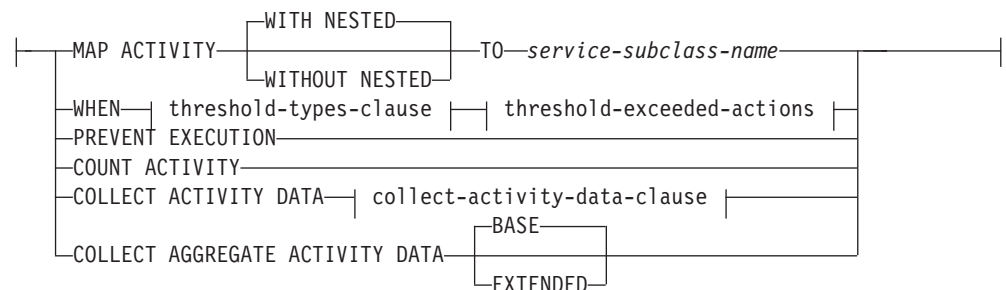 WITH NESTED
MAP ACTIVITY TO service-subclass-name
WITHOUT NESTED
WHEN threshold-types-clause threshold-exceeded-actions
PREVENT EXECUTION
COUNT ACTIVITY
COLLECT ACTIVITY DATA collect-activity-data-clause
BASE
COLLECT AGGREGATE ACTIVITY DATA
EXTENDED